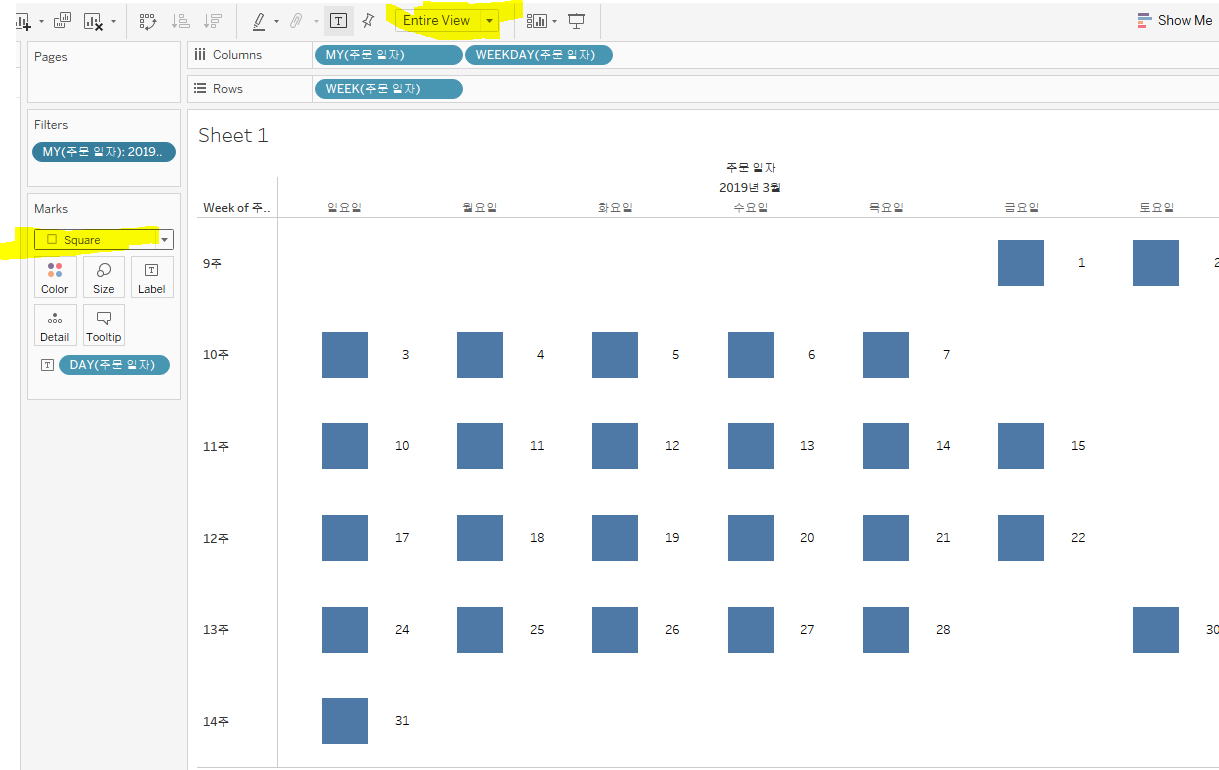 Entire View
Show Me
Pages
Columns MY(주문 일자) WEEKDAY(주문 일자)
Rows WEEK(주문 일자)
Filters
MY(주문 일자): 2019..
Sheet 1
주문 일자
2019년 3월
Week of 주.. 일요일 월요일 화요일 수요일 목요일 금요일 토요일
Marks
Square
Color Size Label
Detail Tooltip
DAY(주문 일자)
9주 1 2
10주 3 4 5 6 7
11주 10 11 12 13 14 15
12주 17 18 19 20 21 22
13주 24 25 26 27 28 30
14주 31